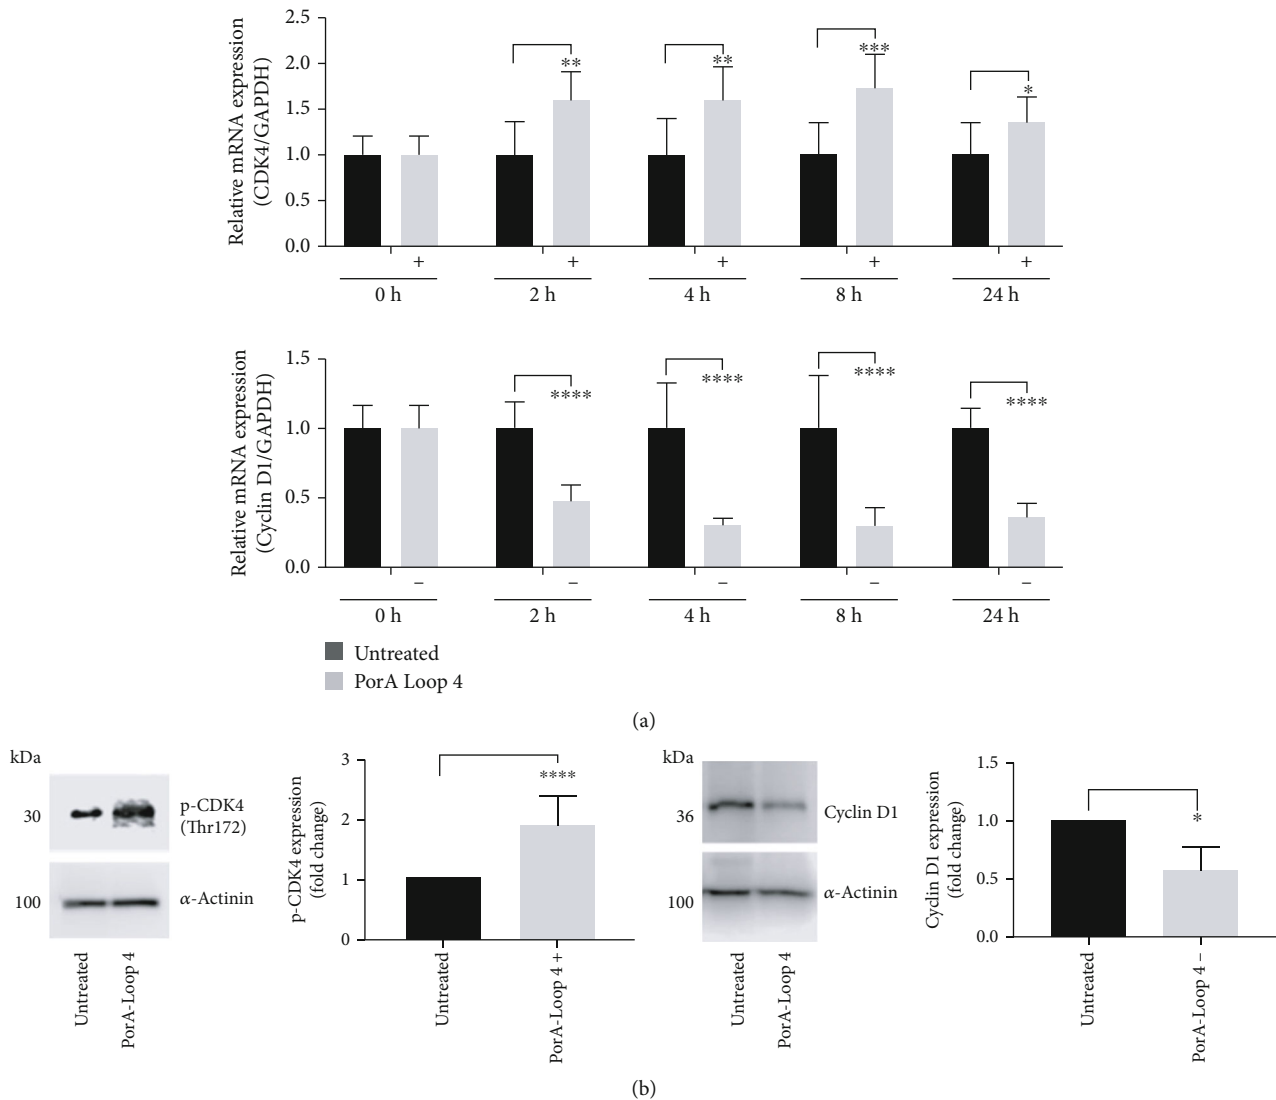 Relative mRNA expression
(CDK4/GAPDH)
2.5
2.0
1.5
1.0
0.5
0.0
** ** *** *
+ + + + +
0 h 2 h 4 h 8 h 24 h
Relative mRNA expression
(Cyclin D1/GAPDH)
1.5
1.0
0.5
0.0
**** **** **** ****
− − − − −
0 h 2 h 4 h 8 h 24 h
Untreated
PorA Loop 4
(a)
kDa
30
p-CDK4
(Thr172)
100
α-Actinin
Untreated
PorA-Loop 4
p-CDK4 expression
(fold change)
3
2
1
0
****
Untreated
PorA-Loop 4 +
kDa
36
Cyclin D1
100
α-Actinin
Untreated
PorA-Loop 4
Cyclin D1 expression
(fold change)
1.5
1.0
0.5
0.0
*
Untreated
PorA-Loop 4 −
(b)